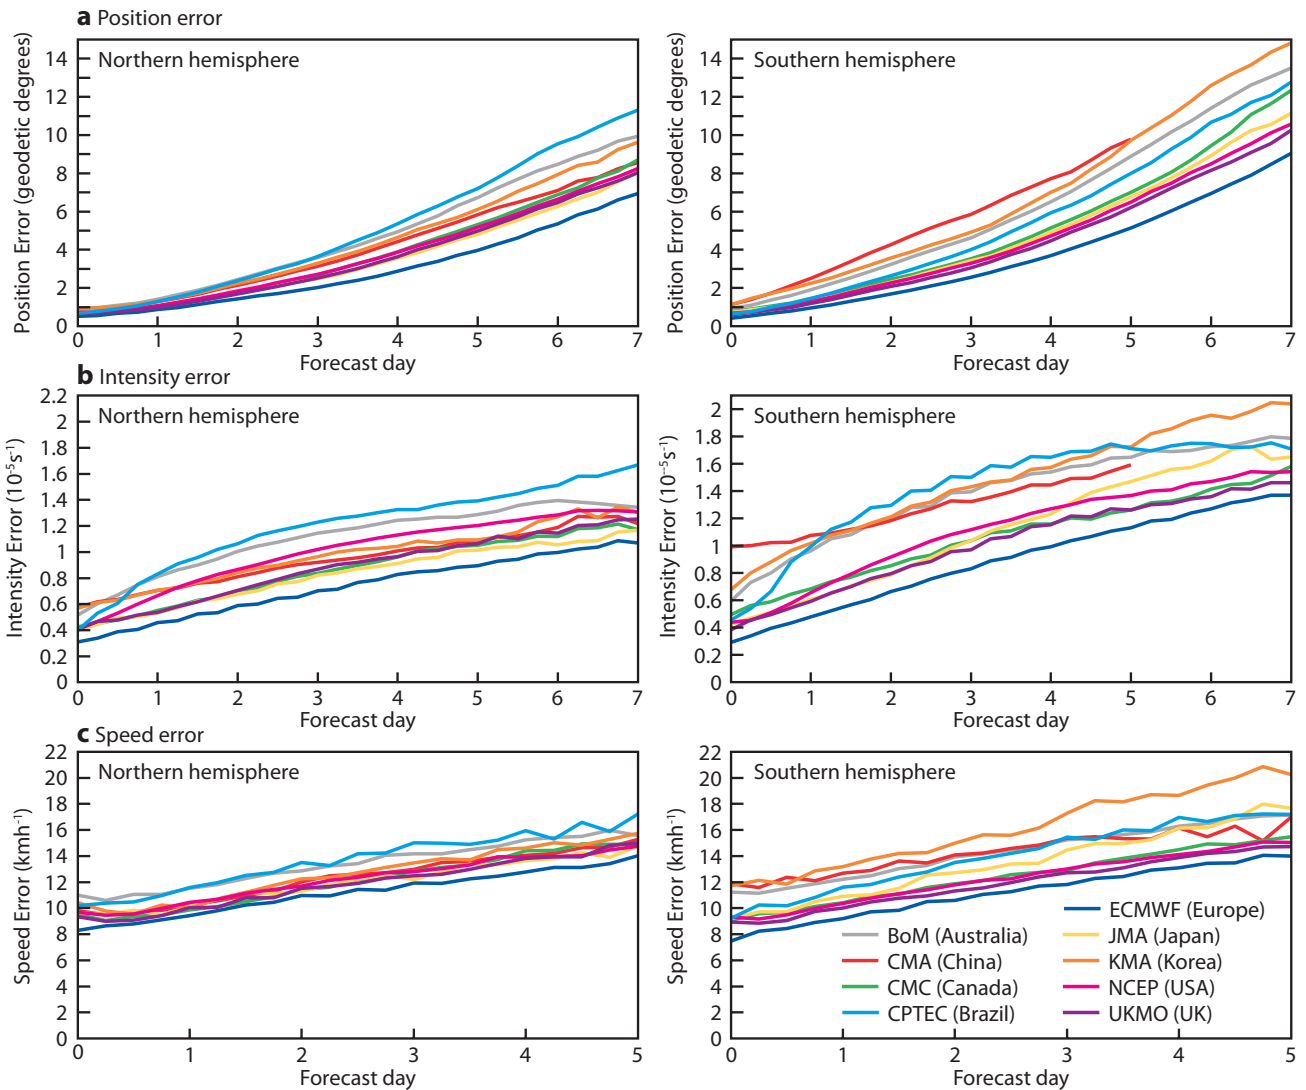 a Position error
Position Error (geodetic degrees)
14
12
10
8
6
4
2
0
Northern hemisphere
0 1 2 3 4 5 6 7
Forecast day
Position Error (geodetic degrees)
14
12
10
8
6
4
2
0
Southern hemisphere
0 1 2 3 4 5 6 7
Forecast day
b Intensity error
Intensity Error (10⁻⁵s⁻¹)
2.2
2
1.8
1.6
1.4
1.2
1
0.8
0.6
0.4
0.2
0
Northern hemisphere
0 1 2 3 4 5 6 7
Forecast day
Intensity Error (10⁻⁵s⁻¹)
2
1.8
1.6
1.4
1.2
1
0.8
0.6
0.4
0.2
0
Southern hemisphere
0 1 2 3 4 5 6 7
Forecast day
c Speed error
Speed Error (kmh⁻¹)
22
20
18
16
14
12
10
8
6
4
2
0
Northern hemisphere
0 1 2 3 4 5
Forecast day
Speed Error (kmh⁻¹)
22
20
18
16
14
12
10
8
6
4
2
0
Southern hemisphere
ECMWF (Europe)
BoM (Australia) JMA (Japan)
CMA (China) KMA (Korea)
CMC (Canada) NCEP (USA)
CPTEC (Brazil) UKMO (UK)
0 1 2 3 4 5
Forecast day